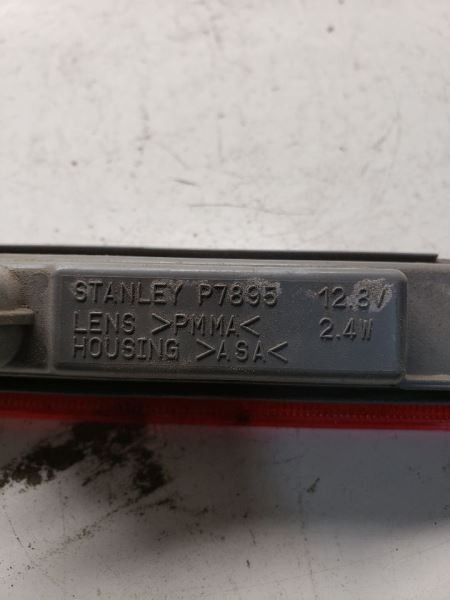 STANLEY P7895 12.8V
LENS >PMMA< 2.4W
HOUSING >ASA<